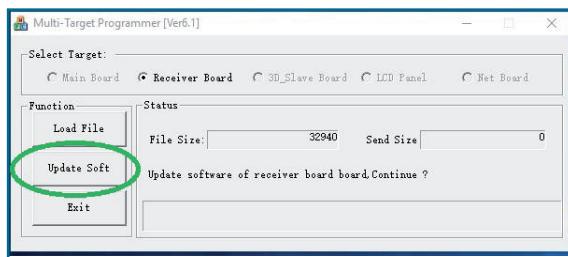 Multi-Target Programmer [Ver6.1]
Select Target:
Main Board Receiver Board 3D_Slave Board LCD Panel Net Board
Function
Status
Load File
File Size: 32940 Send Size 0
Update Soft
Update software of receiver board board,Continue ?
Exit